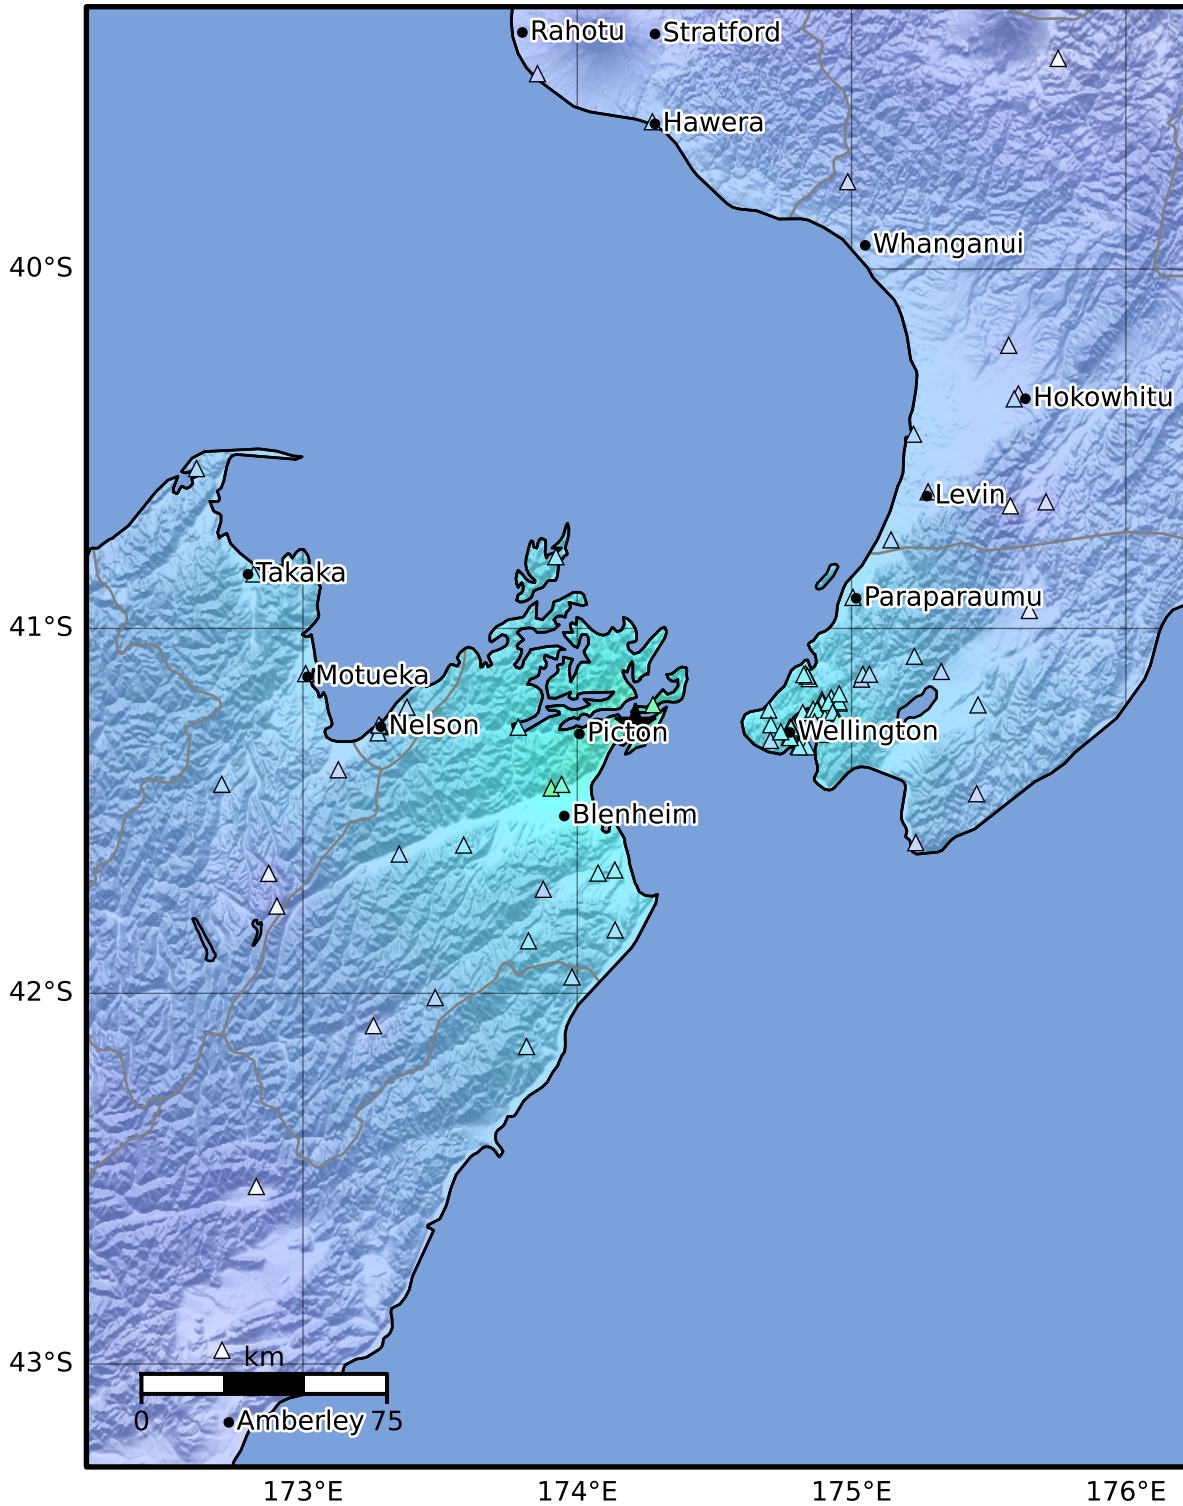 Rahotu
Stratford
Hawera
Whanganui
40°S
Hokowhitu
Levin
Takaka
Paraparaumu
41°S
Motueka
Nelson
Picton
Wellington
Blenheim
42°S
km
43°S
0
75
Amberley
173°E
174°E
175°E
176°E